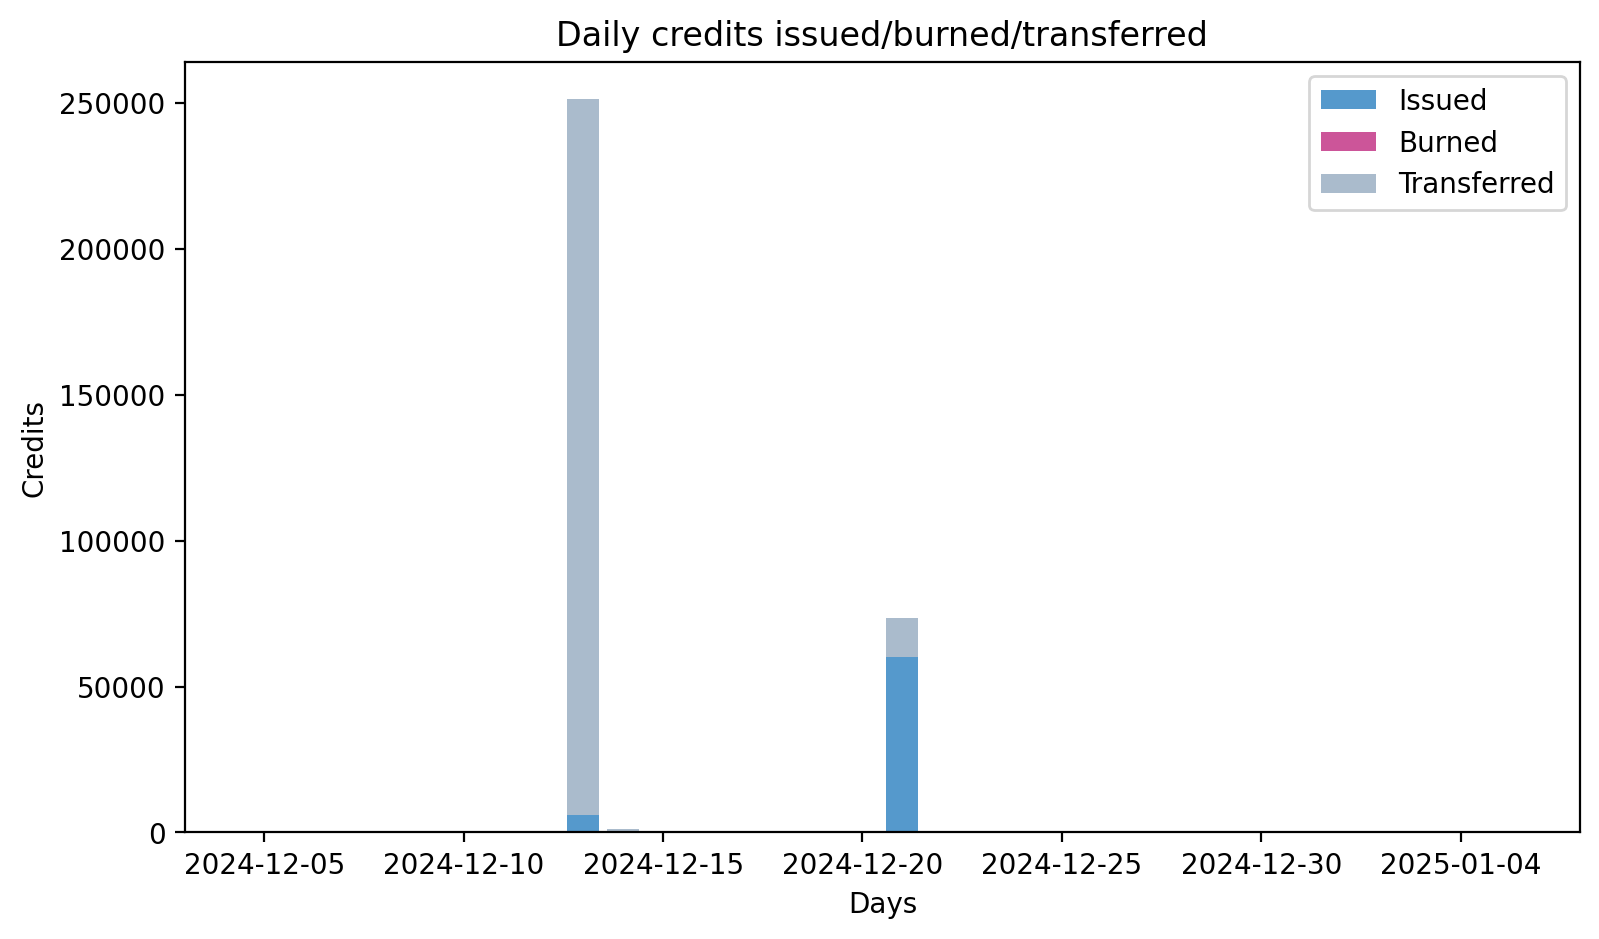 Daily credits issued/burned/transferred
Issued
Burned
Transferred
250000
200000
150000
100000
50000
0
Credits
2024-12-05
2024-12-10
2024-12-15
2024-12-20
2024-12-25
2024-12-30
2025-01-04
Days